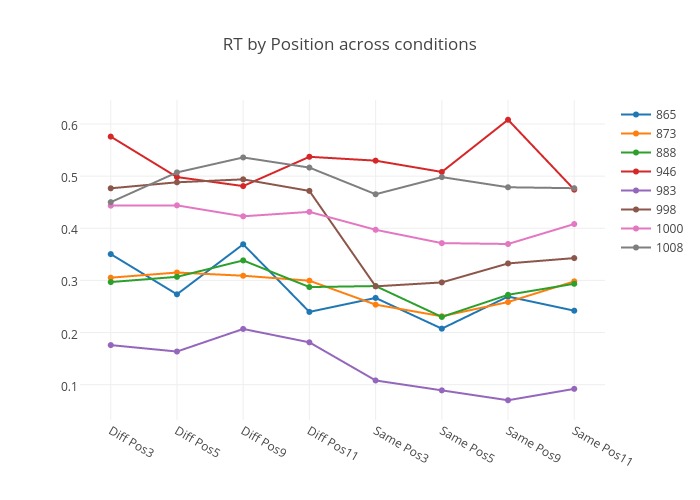 RT by Position across conditions
0.6
0.5
0.4
0.3
0.2
0.1
Diff Pos3
Diff Pos5
Diff Pos9
Diff Pos11
Same Pos3
Same Pos5
Same Pos9
Same Pos11
865
873
888
946
983
998
1000
1008